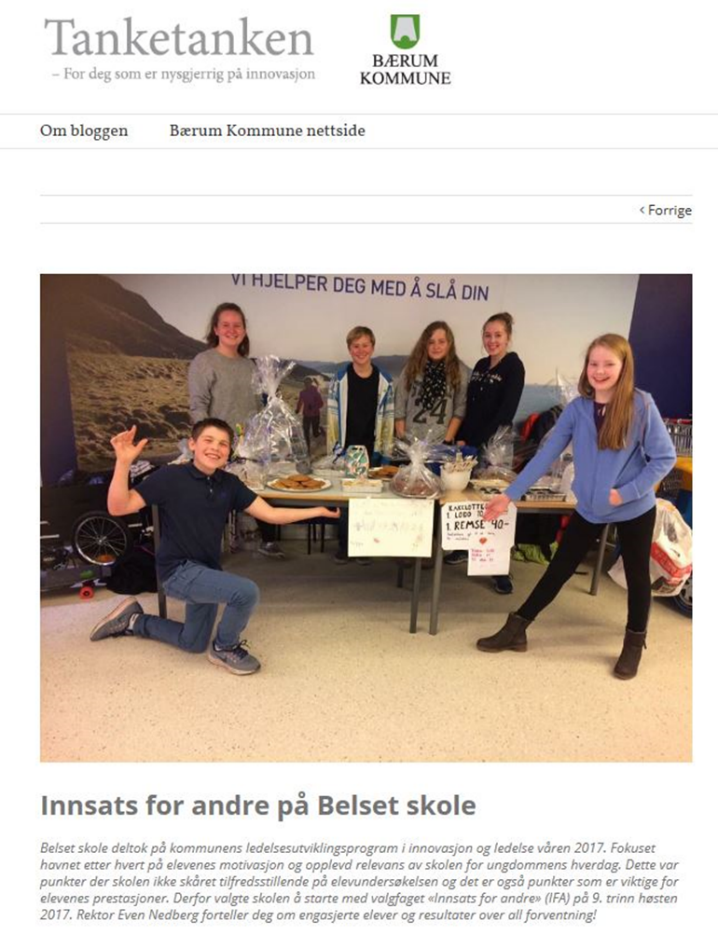 Tanketanken
– For deg som er nysgjerrig på innovasjon
BÆRUM
KOMMUNE
Om bloggen
Bærum Kommune nettside
‹ Forrige
VI HJELPER DEG MED Å SLÅ DIN
24
1 LODD 10
1. REMSE 40-
Innsats for andre på Belset skole
Belset skole deltok på kommunens ledelsesutviklingsprogram i innovasjon og ledelse våren 2017. Fokuset
havnet etter hvert på elevenes motivasjon og opplevd relevans av skolen for ungdommens hverdag. Dette var
punkter der skolen ikke skåret tilfredsstillende på elevundersøkelsen og det er også punkter som er viktige for
elevenes prestasjoner. Derfor valgte skolen å starte med valgfaget «Innsats for andre» (IFA) på 9. trinn høsten
2017. Rektor Even Nedberg forteller deg om engasjerte elever og resultater over all forventning!